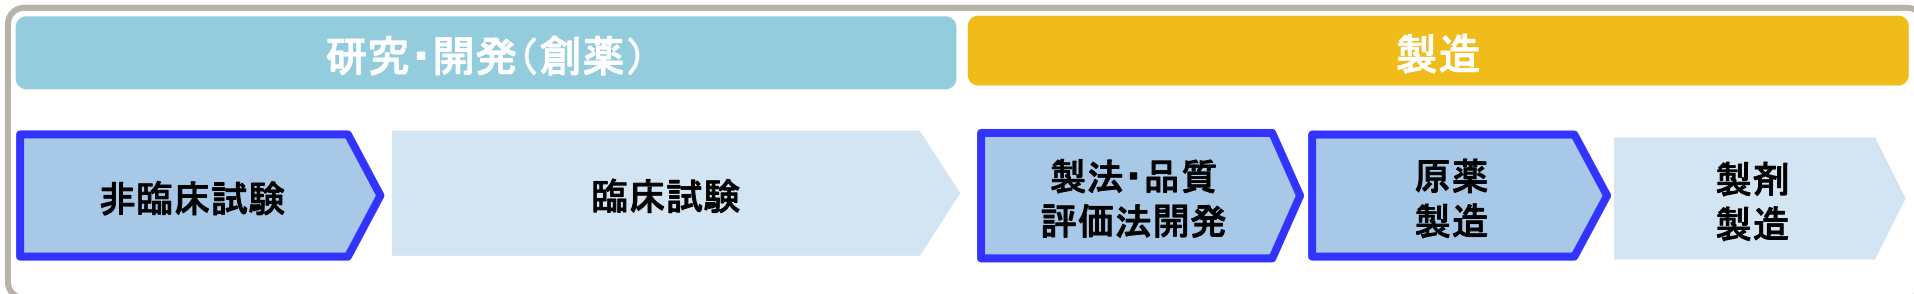 研究・開発（創薬）
製造
非臨床試験
臨床試験
製法・品質
評価法開発
原薬
製造
製剤
製造